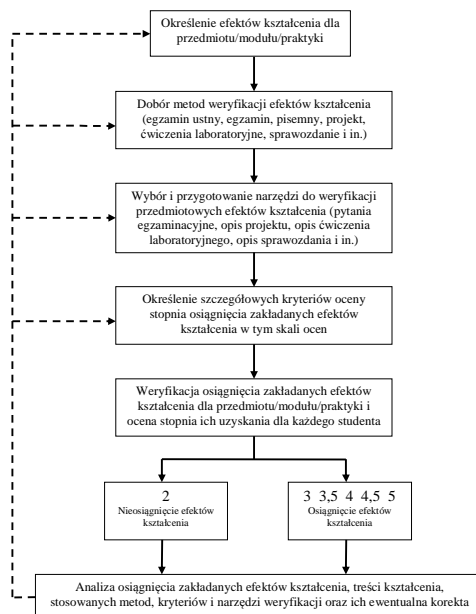 Określenie efektów kształcenia dla
przedmiotu/modułu/praktyki
Dobór metod weryfikacji efektów kształcenia
(egzamin ustny, egzamin, pisemny, projekt,
ćwiczenia laboratoryjne, sprawozdanie i in.)
Wybór i przygotowanie narzędzi do weryfikacji
przedmiotowych efektów kształcenia (pytania
egzaminacyjne, opis projektu, opis ćwiczenia
laboratoryjnego, opis sprawozdania i in.)
Określenie szczegółowych kryteriów oceny
stopnia osiągnięcia zakładanych efektów
kształcenia w tym skali ocen
Weryfikacja osiągnięcia zakładanych efektów
kształcenia dla przedmiotu/modułu/praktyki i
ocena stopnia ich uzyskania dla każdego studenta
2
Nieosiągnięcie efektów
kształcenia
3 3,5 4 4,5 5
Osiągnięcie efektów
kształcenia
Analiza osiągnięcia zakładanych efektów kształcenia, treści kształcenia,
stosowanych metod, kryteriów i narzędzi weryfikacji oraz ich ewentualna korekta